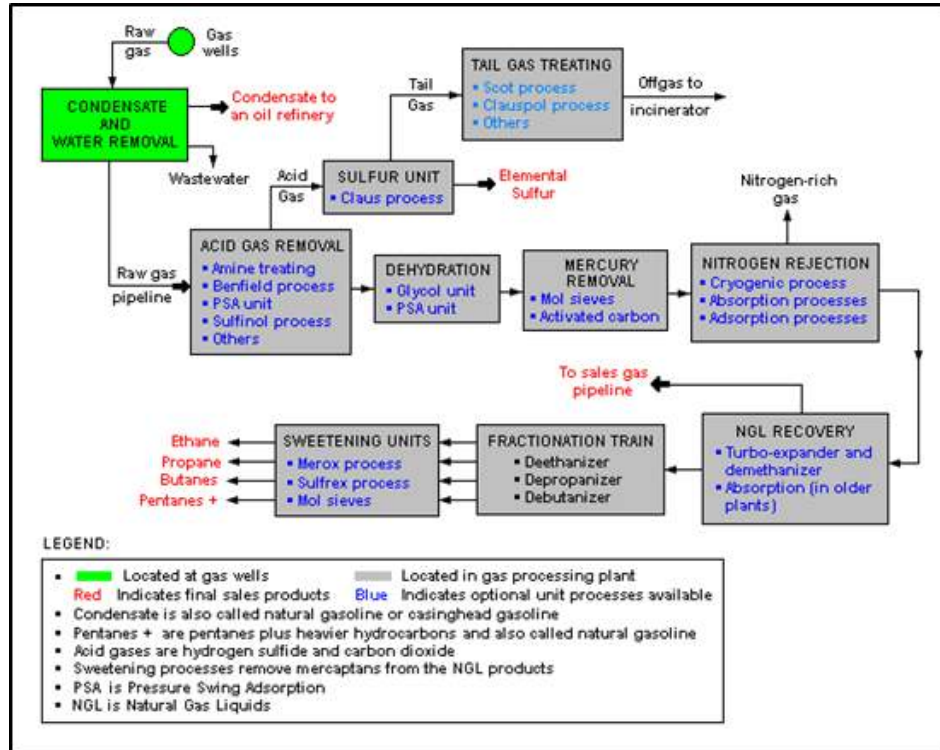 Raw
gas
Gas
wells
CONDENSATE
AND
WATER REMOVAL
Condensate to
an oil refinery
Wastewater
Tail
Gas
TAIL GAS TREATING
▪ Scot process
▪ Clauspol process
▪ Others
Offgas to
incinerator
Acid
Gas
SULFUR UNIT
▪ Claus process
Elemental
Sulfur
Nitrogen-rich
gas
Raw gas
pipeline
ACID GAS REMOVAL
▪ Amine treating
▪ Benfield process
▪ PSA unit
▪ Sulfinol process
▪ Others
DEHYDRATION
▪ Glycol unit
▪ PSA unit
MERCURY
REMOVAL
▪ Mol sieves
▪ Activated carbon
NITROGEN REJECTION
▪ Cryogenic process
▪ Absorption processes
▪ Adsorption processes
To sales gas
pipeline
NGL RECOVERY
▪ Turbo-expander and
demethanizer
▪ Absorption (in older
plants)
FRACTIONATION TRAIN
▪ Deethanizer
▪ Depropanizer
▪ Debutanizer
SWEETENING UNITS
▪ Merox process
▪ Sulfrex process
▪ Mol sieves
Ethane
Propane
Butanes
Pentanes +
LEGEND:
▪ Located at gas wells Located in gas processing plant
Red Indicates final sales products Blue Indicates optional unit processes available
▪ Condensate is also called natural gasoline or casinghead gasoline
▪ Pentanes + are pentanes plus heavier hydrocarbons and also called natural gasoline
▪ Acid gases are hydrogen sulfide and carbon dioxide
▪ Sweetening processes remove mercaptans from the NGL products
▪ PSA is Pressure Swing Adsorption
▪ NGL is Natural Gas Liquids